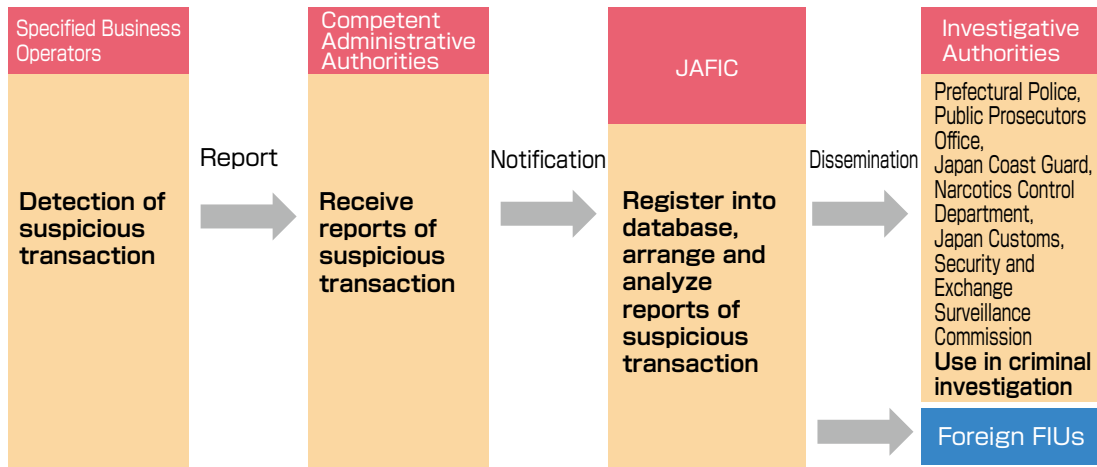 Specified Business
Operators
Detection of
suspicious
transaction
Report
Competent
Administrative
Authorities
Receive
reports of
suspicious
transaction
Notification
JAFIC
Register into
database,
arrange and
analyze
reports of
suspicious
transaction
Dissemination
Investigative
Authorities
Prefectural Police,
Public Prosecutors
Office,
Japan Coast Guard,
Narcotics Control
Department,
Japan Customs,
Security and
Exchange
Surveillance
Commission
Use in criminal
investigation
Foreign FIUs